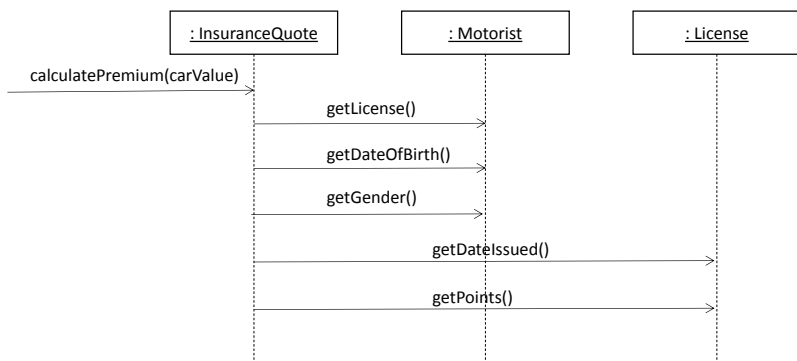 : InsuranceQuote
: Motorist
: License
calculatePremium(carValue)
getLicense()
getDateOfBirth()
getGender()
getDateIssued()
getPoints()